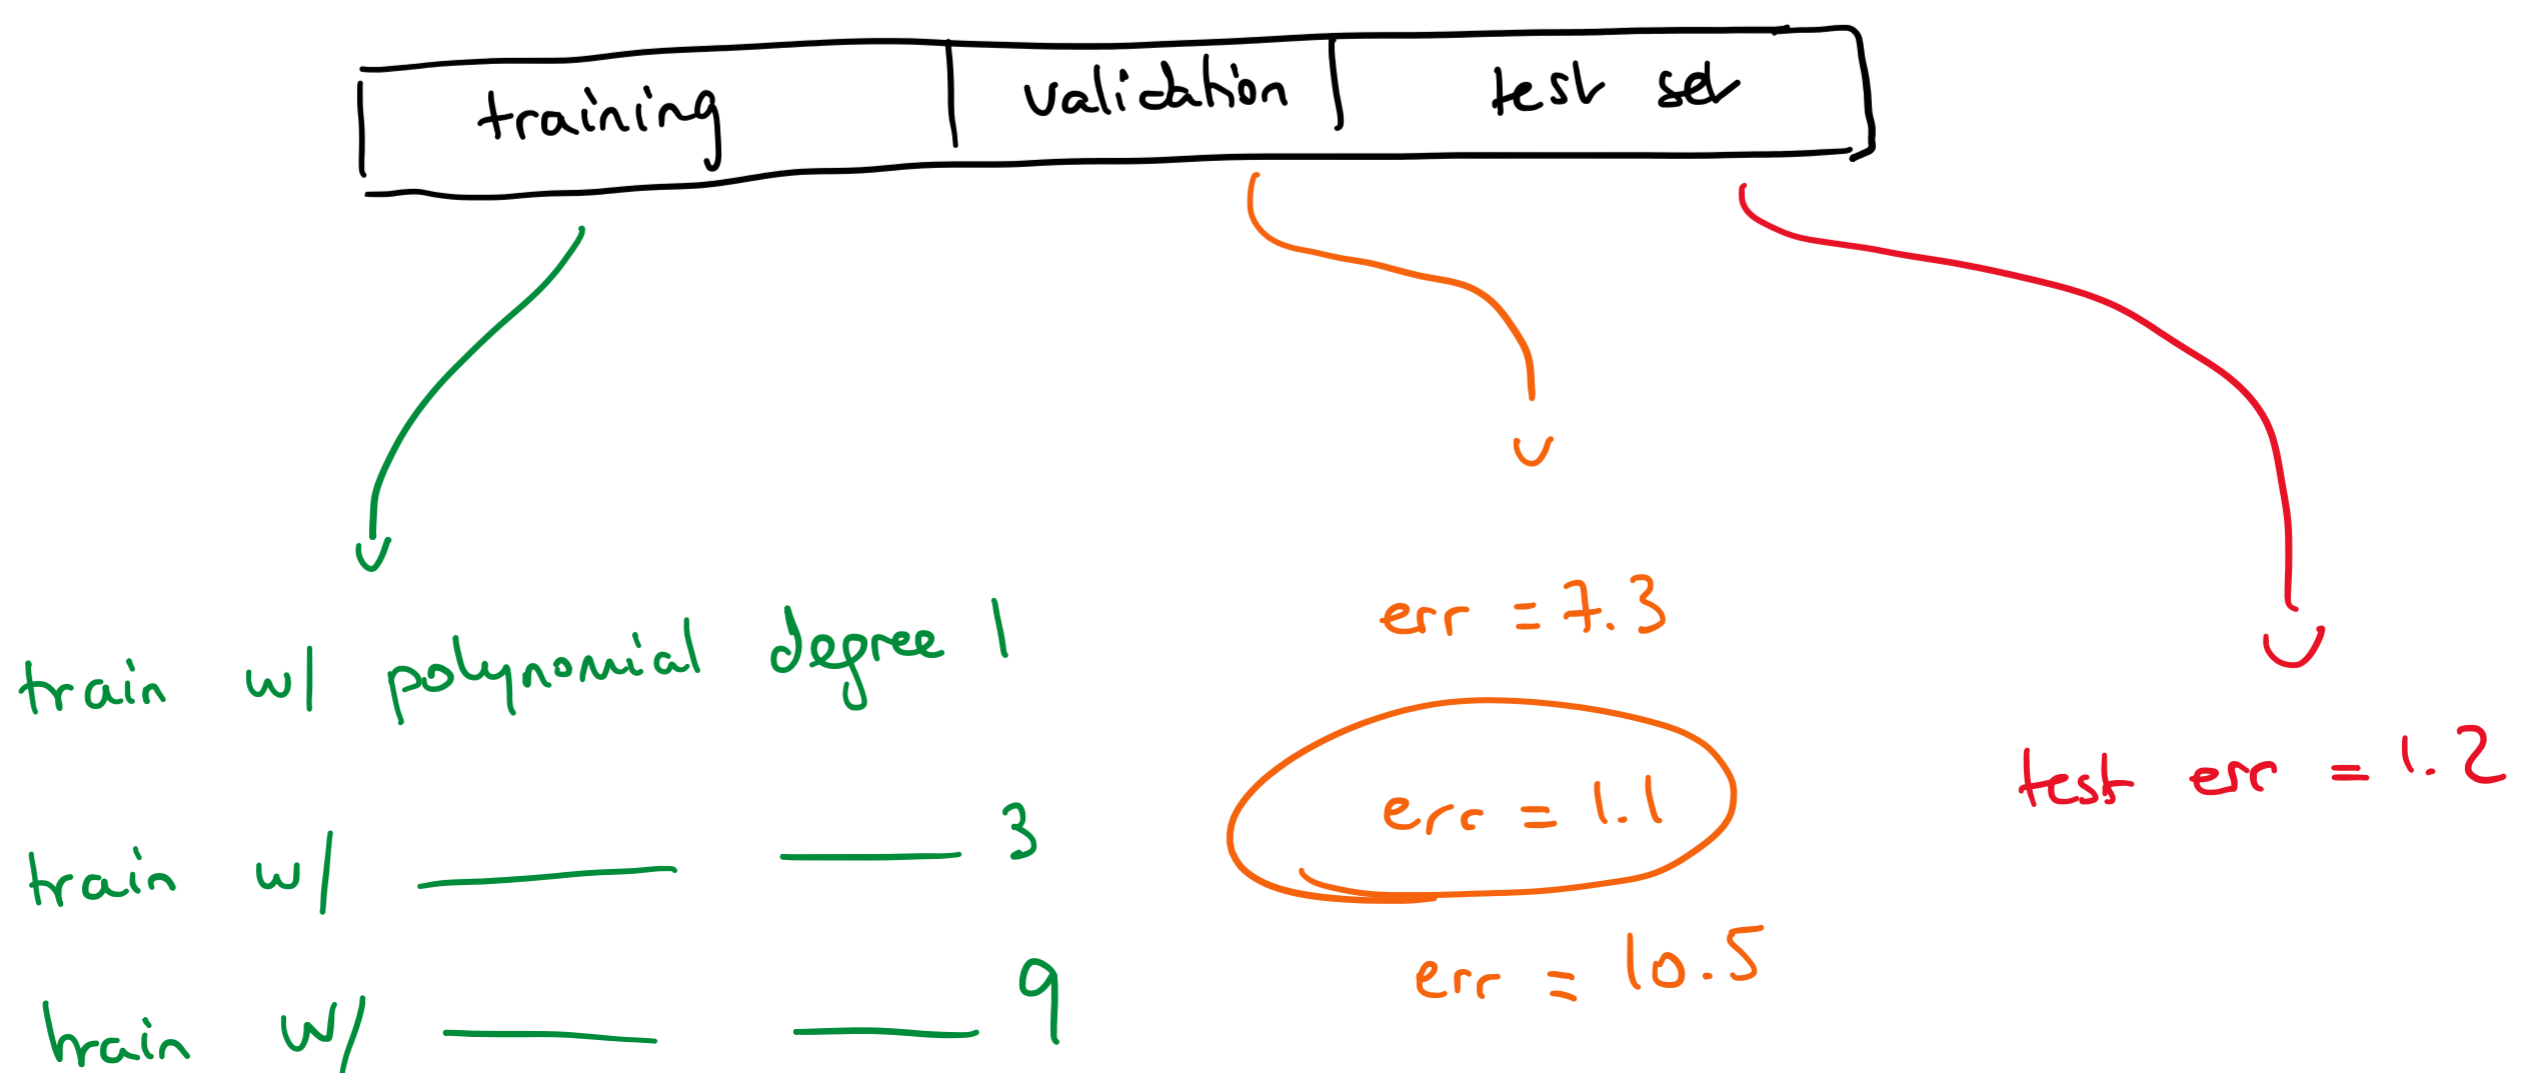 training validation test set
train w/ polynomial degree 1 err = 7.3
train w/ 3 err = 1.1 test err = 1.2
train w/ 9 err = 10.5